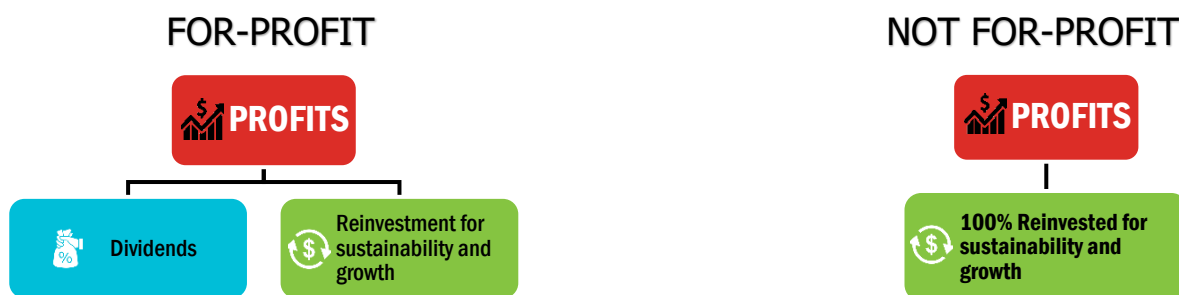 FOR-PROFIT
NOT FOR-PROFIT
$ PROFITS
$ PROFITS
% Dividends
$ Reinvestment for
sustainability and
growth
$ 100% Reinvested for
sustainability and
growth